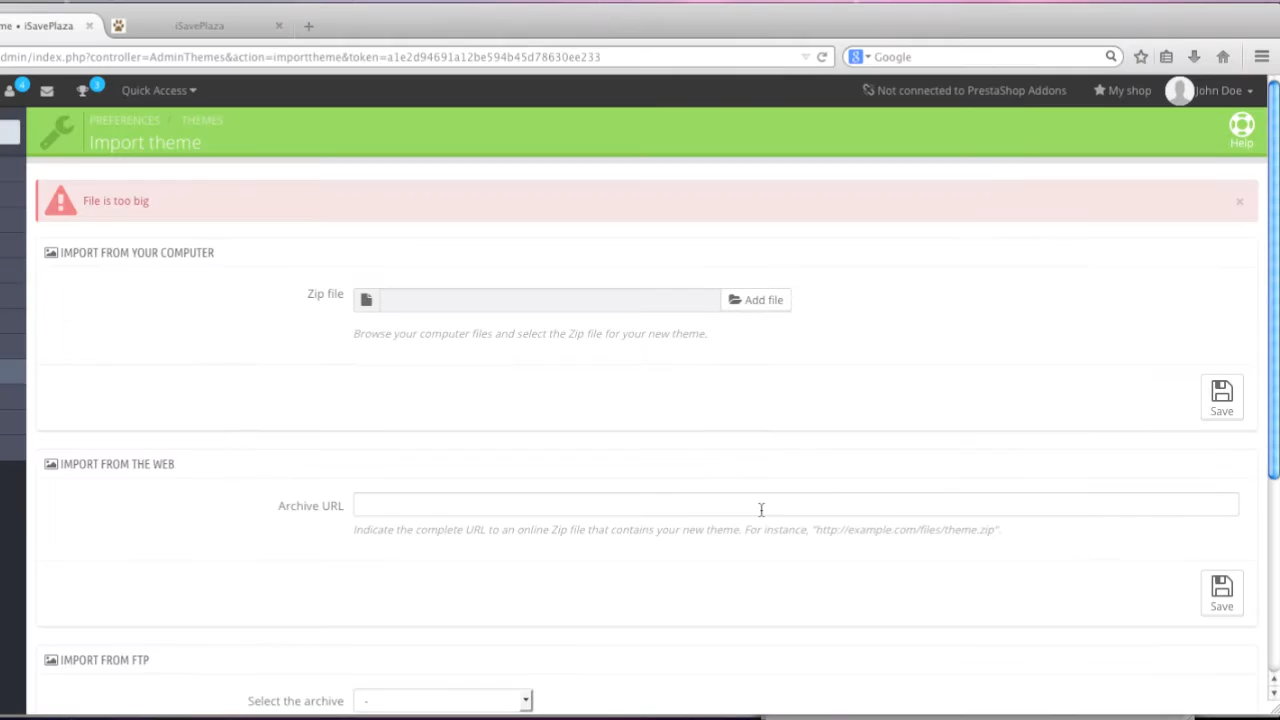 me • iSavePlaza ×
iSavePlaza × +
dmin/index.php?controller=AdminThemes&action=importtheme&token=a1e2d94691a12be594b45d78630ee233
Google
4 3 Quick Access Not connected to PrestaShop Addons My shop John Doe
PREFERENCES / THEMES
Import theme
Help
File is too big ×
IMPORT FROM YOUR COMPUTER
Zip file Add file
Browse your computer files and select the Zip file for your new theme.
Save
IMPORT FROM THE WEB
Archive URL
Indicate the complete URL to an online Zip file that contains your new theme. For instance, "http://example.com/files/theme.zip".
Save
IMPORT FROM FTP
Select the archive -